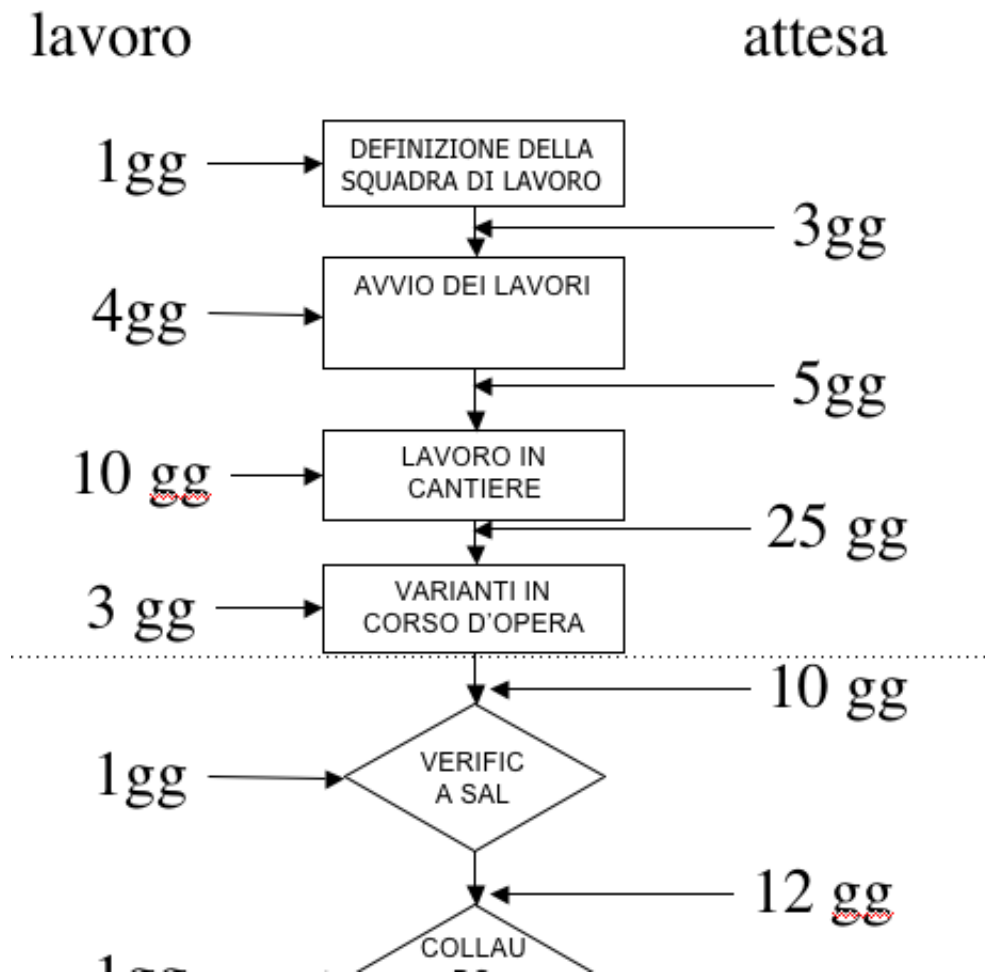 lavoro attesa
1gg
DEFINIZIONE DELLA
SQUADRA DI LAVORO
3gg
4gg
AVVIO DEI LAVORI
5gg
10 gg
LAVORO IN
CANTIERE
25 gg
3 gg
VARIANTI IN
CORSO D'OPERA
10 gg
1gg
VERIFIC
A SAL
12 gg
COLLAU